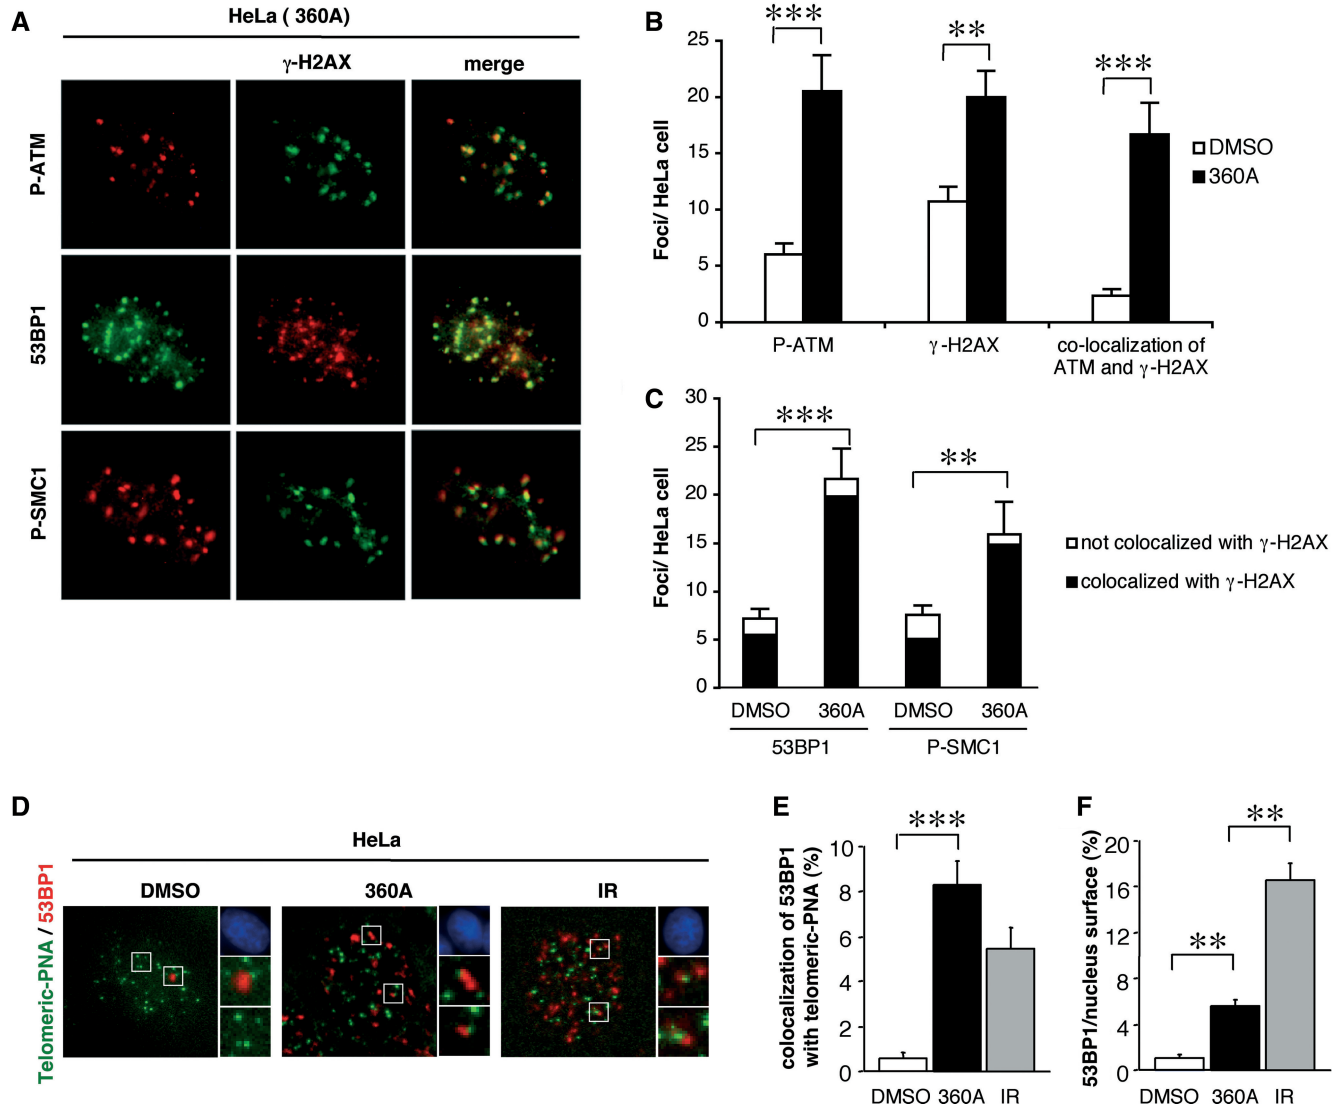 A
HeLa ( 360A)
γ-H2AX
merge
P-ATM
53BP1
P-SMC1
B
***
**
***
25
20
15
10
5
0
Foci/ HeLa cell
DMSO
360A
P-ATM
γ-H2AX
co-localization of
ATM and γ-H2AX
C
***
**
30
25
20
15
10
5
0
Foci/ HeLa cell
not colocalized with γ-H2AX
colocalized with γ-H2AX
DMSO
360A
DMSO
360A
53BP1
P-SMC1
D
HeLa
DMSO
360A
IR
Telomeric-PNA / 53BP1
E
***
10
8
6
4
2
0
colocalization of 53BP1
with telomeric-PNA (%)
DMSO 360A IR
F
**
**
20
16
12
8
4
0
53BP1/nucleus surface (%)
DMSO 360A IR